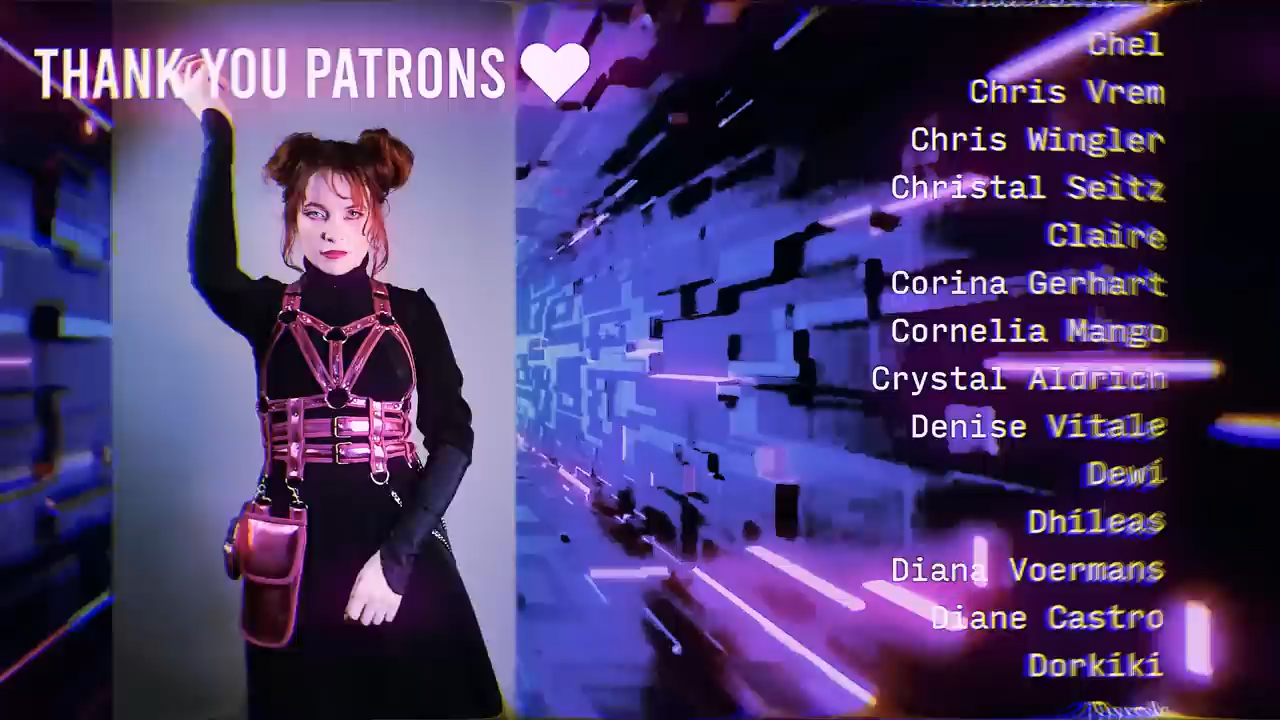 THANK YOU PATRONS
Chel
Chris Vrem
Chris Wingler
Christal Seitz
Claire
Corina Gerhart
Cornelia Mango
Crystal Aldrich
Denise Vitale
Dewi
Dhileas
Diana Voermans
Diane Castro
Dorkiki